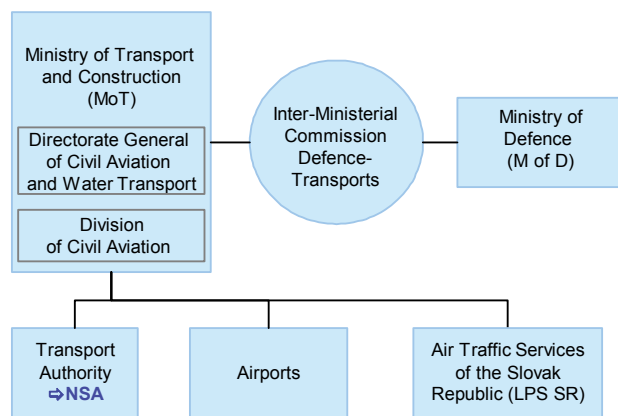 Ministry of Transport
and Construction
(MoT)
Directorate General
of Civil Aviation
and Water Transport
Division
of Civil Aviation
Inter-Ministerial
Commission
Defence-
Transports
Ministry of
Defence
(M of D)
Transport
Authority
⇨NSA
Airports
Air Traffic Services
of the Slovak
Republic (LPS SR)